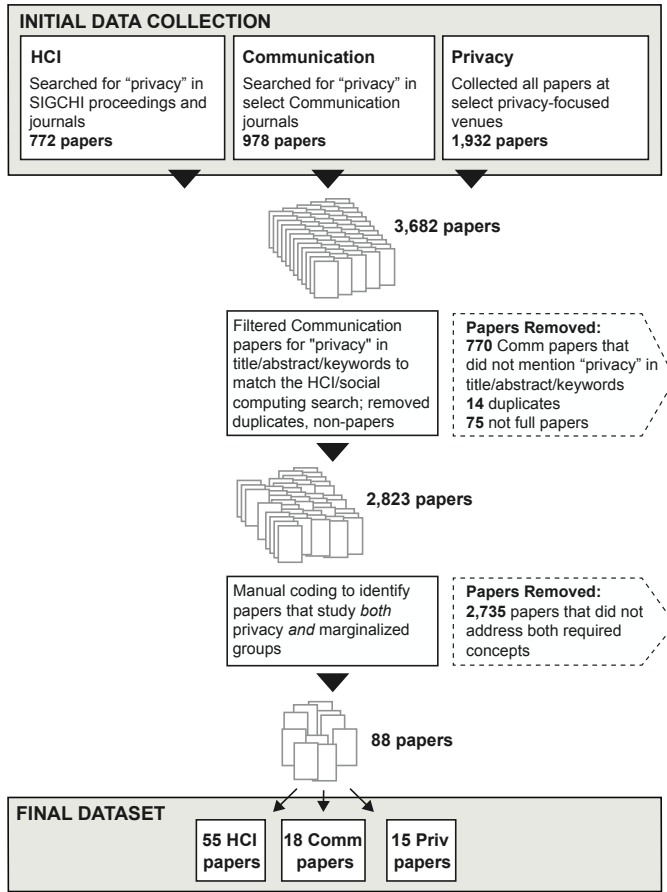 INITIAL DATA COLLECTION
HCI
Searched for “privacy” in
SIGCHI proceedings and
journals
772 papers
Communication
Searched for “privacy” in
select Communication
journals
978 papers
Privacy
Collected all papers at
select privacy-focused
venues
1,932 papers
3,682 papers
Filtered Communication
papers for "privacy" in
title/abstract/keywords to
match the HCI/social
computing search; removed
duplicates, non-papers
Papers Removed:
770 Comm papers that
did not mention “privacy” in
title/abstract/keywords
14 duplicates
75 not full papers
2,823 papers
Manual coding to identify
papers that study both
privacy and marginalized
groups
Papers Removed:
2,735 papers that did not
address both required
concepts
88 papers
FINAL DATASET
55 HCI
papers
18 Comm
papers
15 Priv
papers